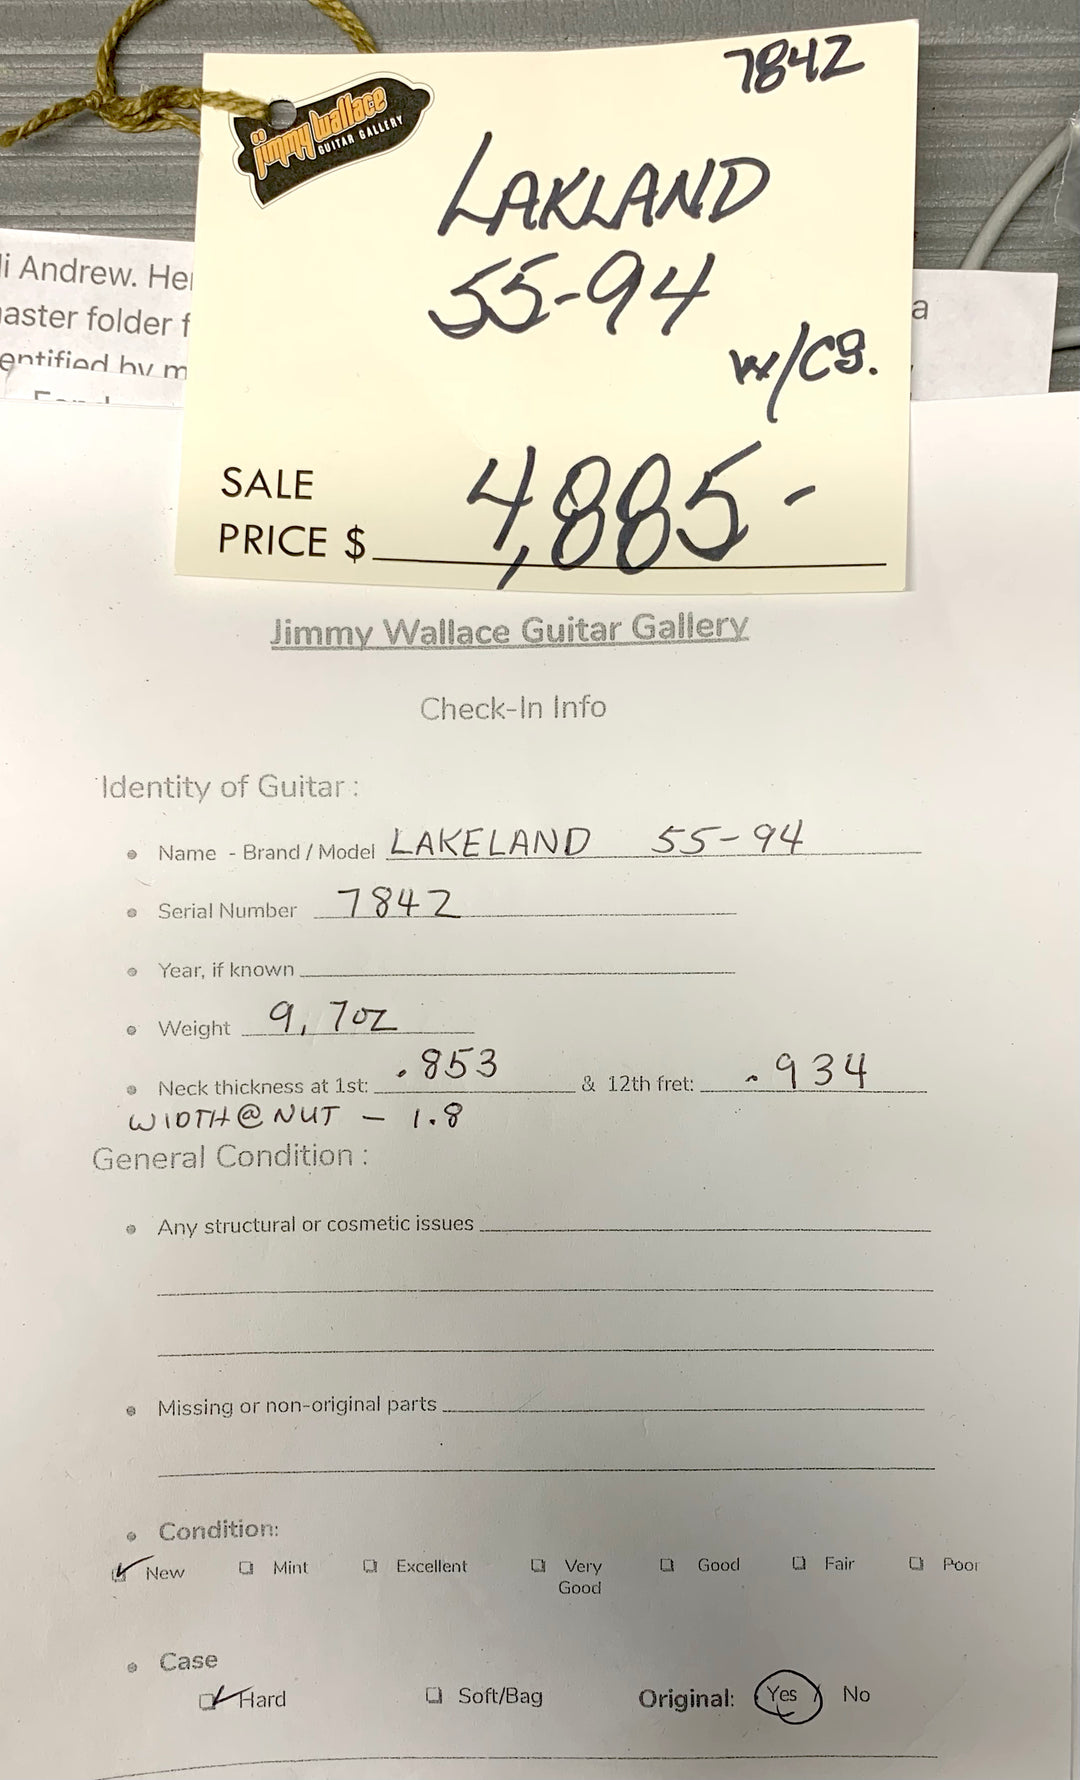 7842
jimmy wallace
GUITAR GALLERY
LAKLAND
55-94
w/CS.
SALE
PRICE $ 4,885-
i Andrew. He
aster folder f
entified by m
a
Jimmy Wallace Guitar Gallery
Check-In Info
Identity of Guitar :
• Name - Brand / Model LAKELAND 55-94
• Serial Number 7842
• Year, if known
• Weight 9, 7oz
• Neck thickness at 1st: .853 & 12th fret: .934
WIDTH @ NUT - 1.8
General Condition :
• Any structural or cosmetic issues
• Missing or non-original parts
• Condition:
New Mint Excellent Very Good Good Fair Poor
• Case
Hard Soft/Bag Original: Yes / No